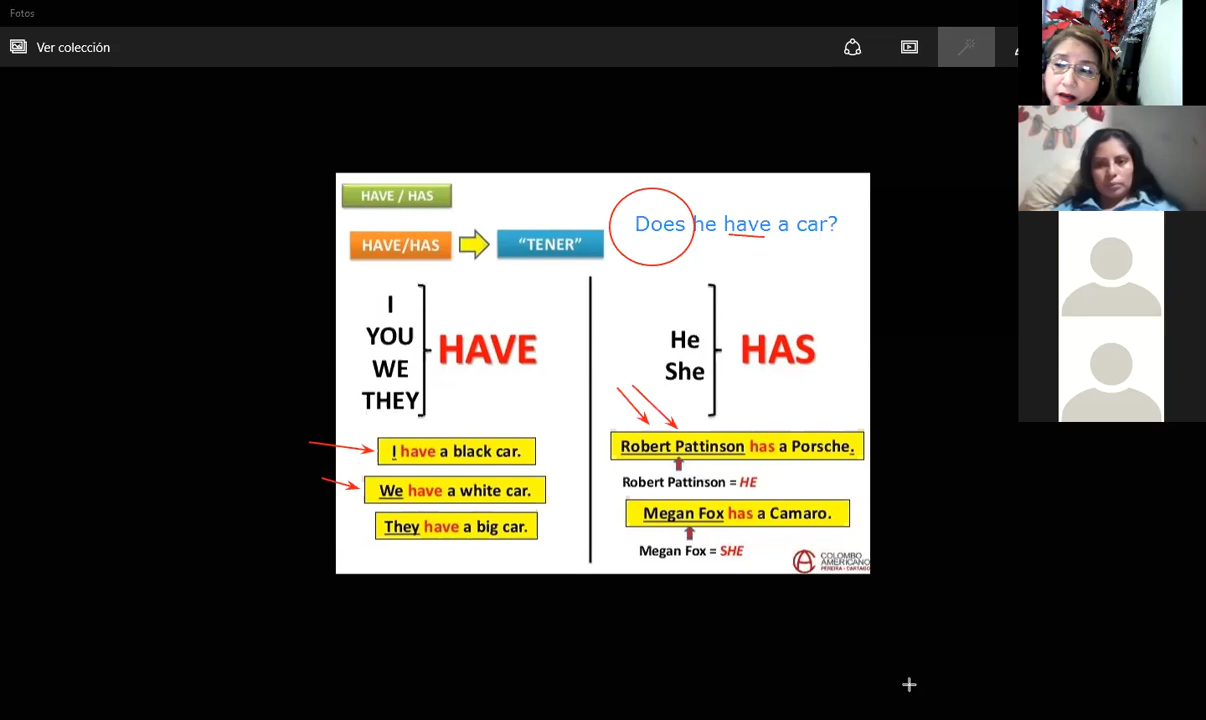 Fotos
Ver colección
HAVE / HAS
HAVE/HAS
"TENER"
Does he have a car?
I
YOU
WE
THEY
HAVE
He
She
HAS
I have a black car.
We have a white car.
They have a big car.
Robert Pattinson has a Porsche.
Robert Pattinson = HE
Megan Fox has a Camaro.
Megan Fox = SHE
COLOMBO
AMERICANO
PEREIRA - CARTAGO